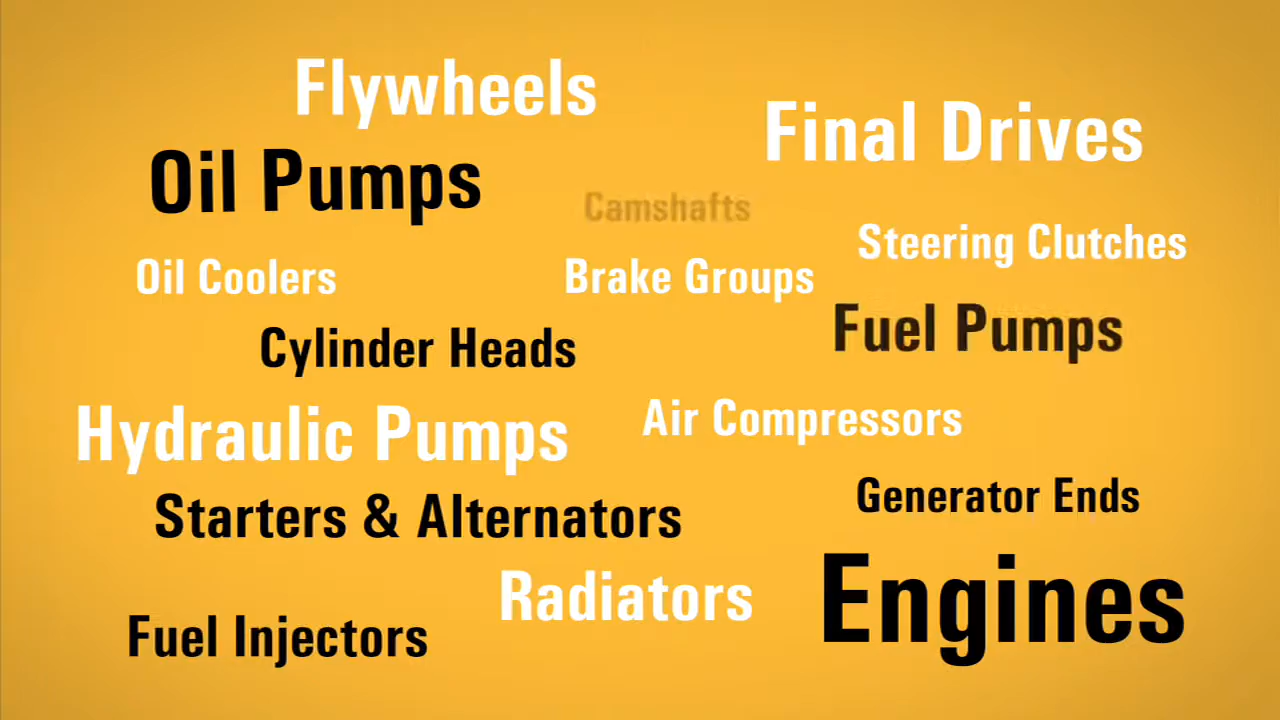 Flywheels
Final Drives
Oil Pumps
Camshafts
Steering Clutches
Oil Coolers
Brake Groups
Fuel Pumps
Cylinder Heads
Hydraulic Pumps
Air Compressors
Generator Ends
Starters & Alternators
Radiators
Engines
Fuel Injectors